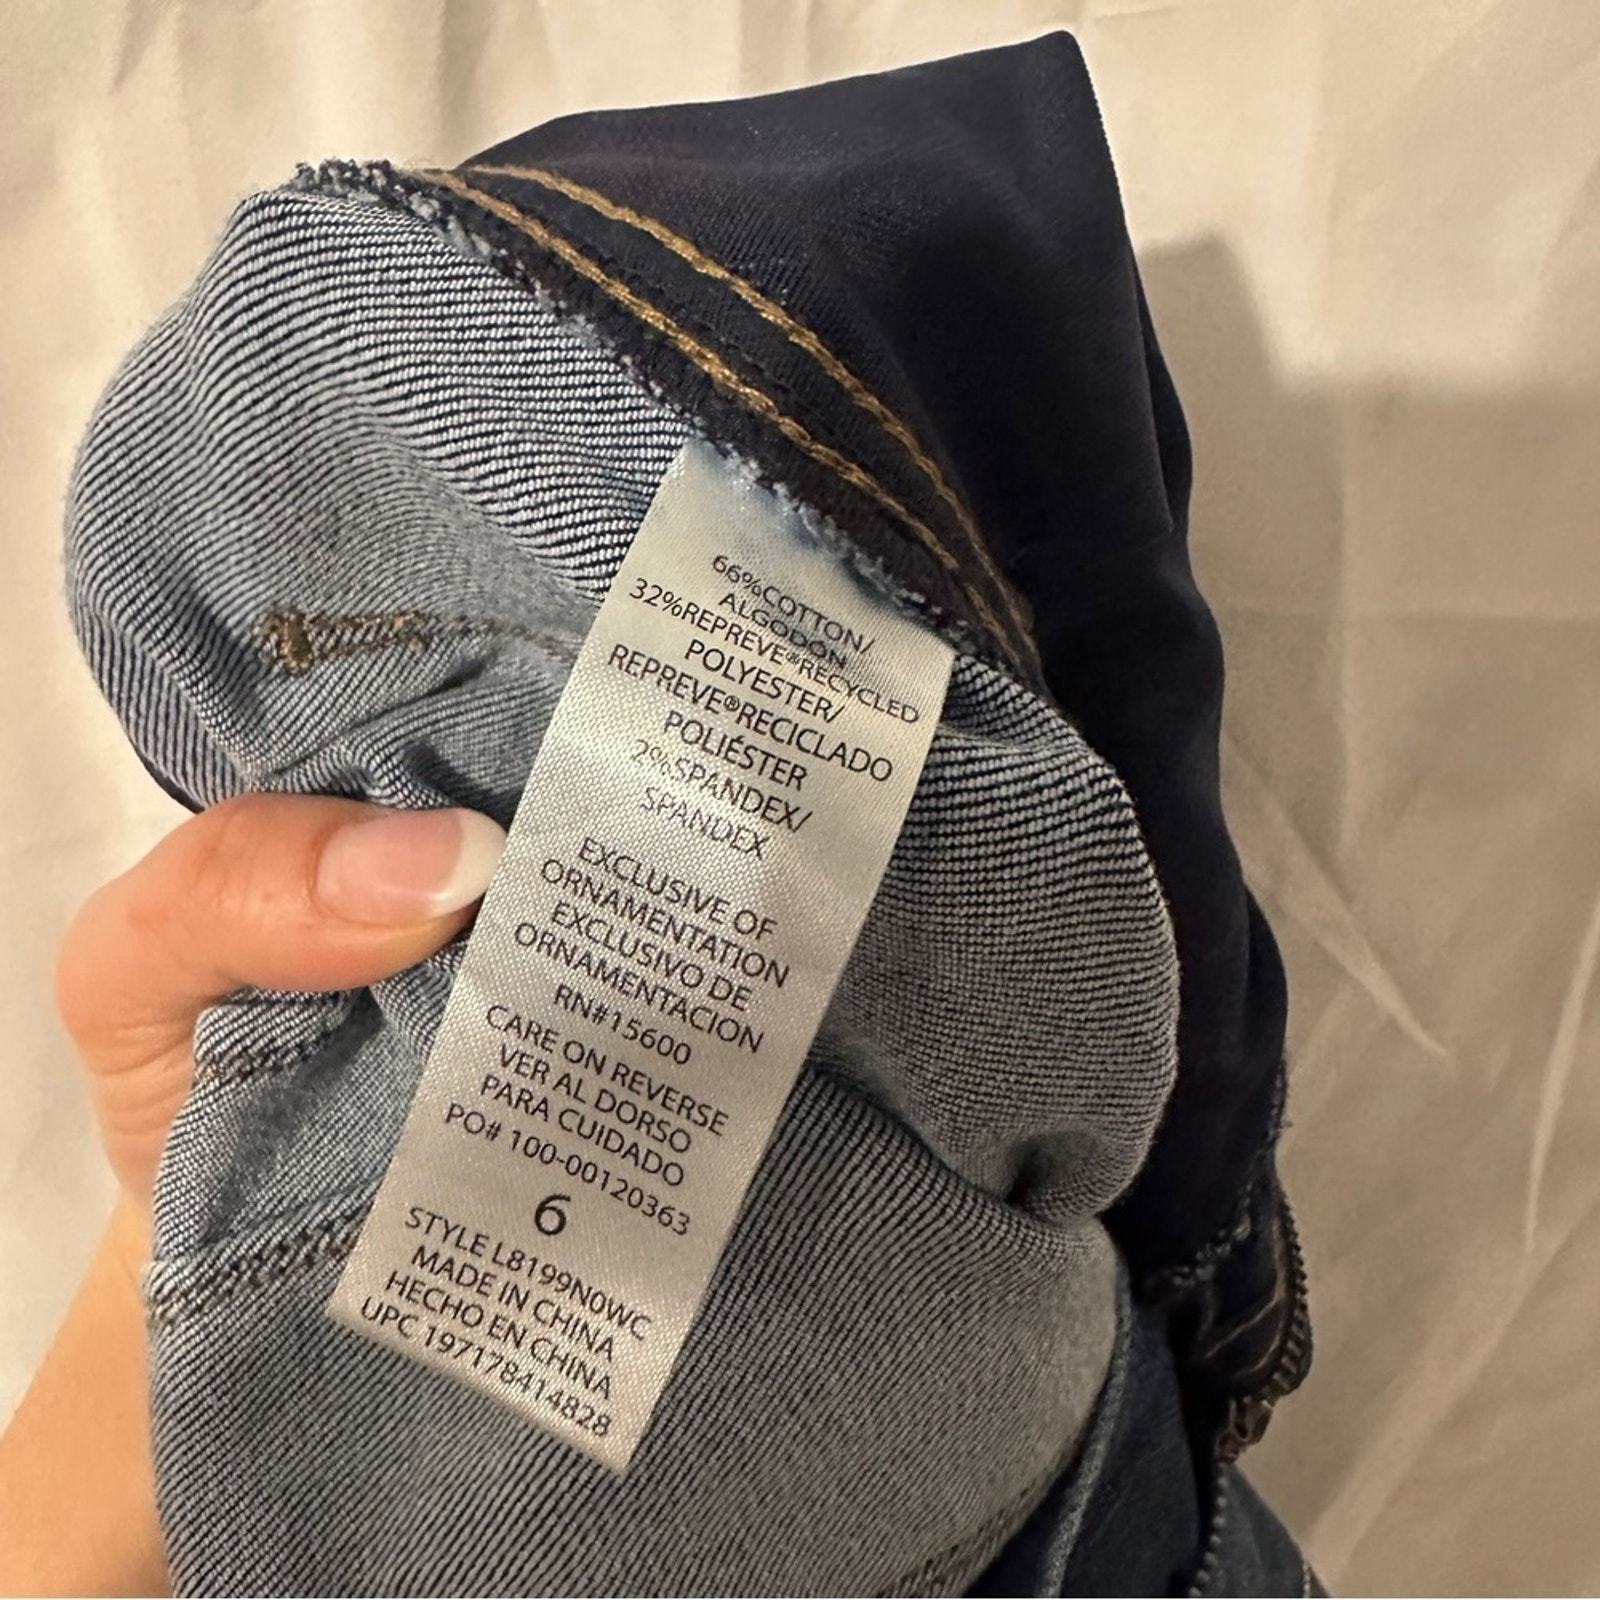 66%COTTON/
ALGODON
32%REPREVE®RECYCLED
POLYESTER/
REPREVE®RECICLADO
POLIÉSTER
2%SPANDEX/
SPANDEX
EXCLUSIVE OF
ORNAMENTATION
EXCLUSIVO DE
ORNAMENTACION
RN#15600
CARE ON REVERSE
VER AL DORSO
PARA CUIDADO
PO# 100-00120363
6
STYLE L8199N0WC
MADE IN CHINA
HECHO EN CHINA
UPC 197178414828